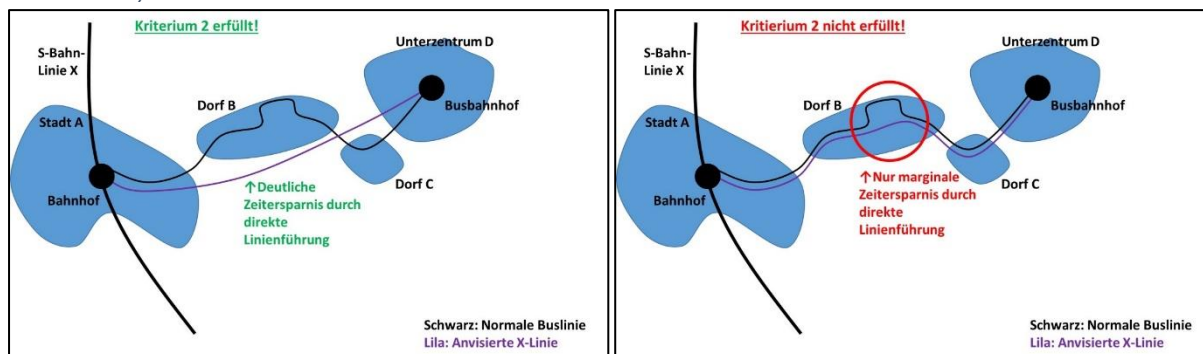 Kriterium 2 erfüllt!
S-Bahn-
Linie X
Unterzentrum D
Dorf B
Busbahnhof
Stadt A
Dorf C
Bahnhof
↑Deutliche
Zeitersparnis durch
direkte
Linienführung
Schwarz: Normale Buslinie
Lila: Anvisierte X-Linie
Kritierium 2 nicht erfüllt!
S-Bahn-
Linie X
Unterzentrum D
Dorf B
Busbahnhof
Stadt A
Dorf C
Bahnhof
↑Nur marginale
Zeitersparnis durch
direkte
Linienführung
Schwarz: Normale Buslinie
Lila: Anvisierte X-Linie